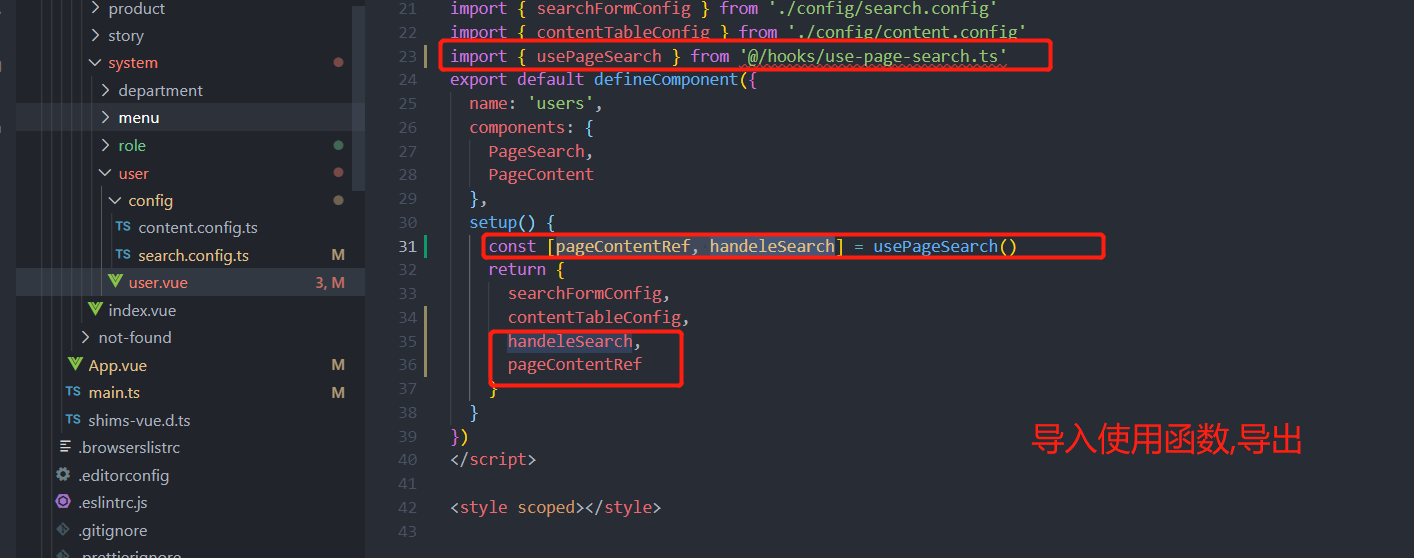 product
story
system
department
menu
role
user
config
TS content.config.ts
TS search.config.ts M
user.vue 3, M
index.vue
not-found
App.vue M
TS main.ts M
TS shims-vue.d.ts
.browserslistrc
.editorconfig
.eslintrc.js
.gitignore
.prettierignore
21 import { searchFormConfig } from './config/search.config'
22 import { contentTableConfig } from './config/content.config'
23 import { usePageSearch } from '@/hooks/use-page-search.ts'
24 export default defineComponent({
25 name: 'users',
26 components: {
27 PageSearch,
28 PageContent
29 },
30 setup() {
31 const [pageContentRef, handeleSearch] = usePageSearch()
32 return {
33 searchFormConfig,
34 contentTableConfig,
35 handeleSearch,
36 pageContentRef
37 }
38 }
39 })
40 </script>
41
42 <style scoped></style>
43
导入使用函数,导出